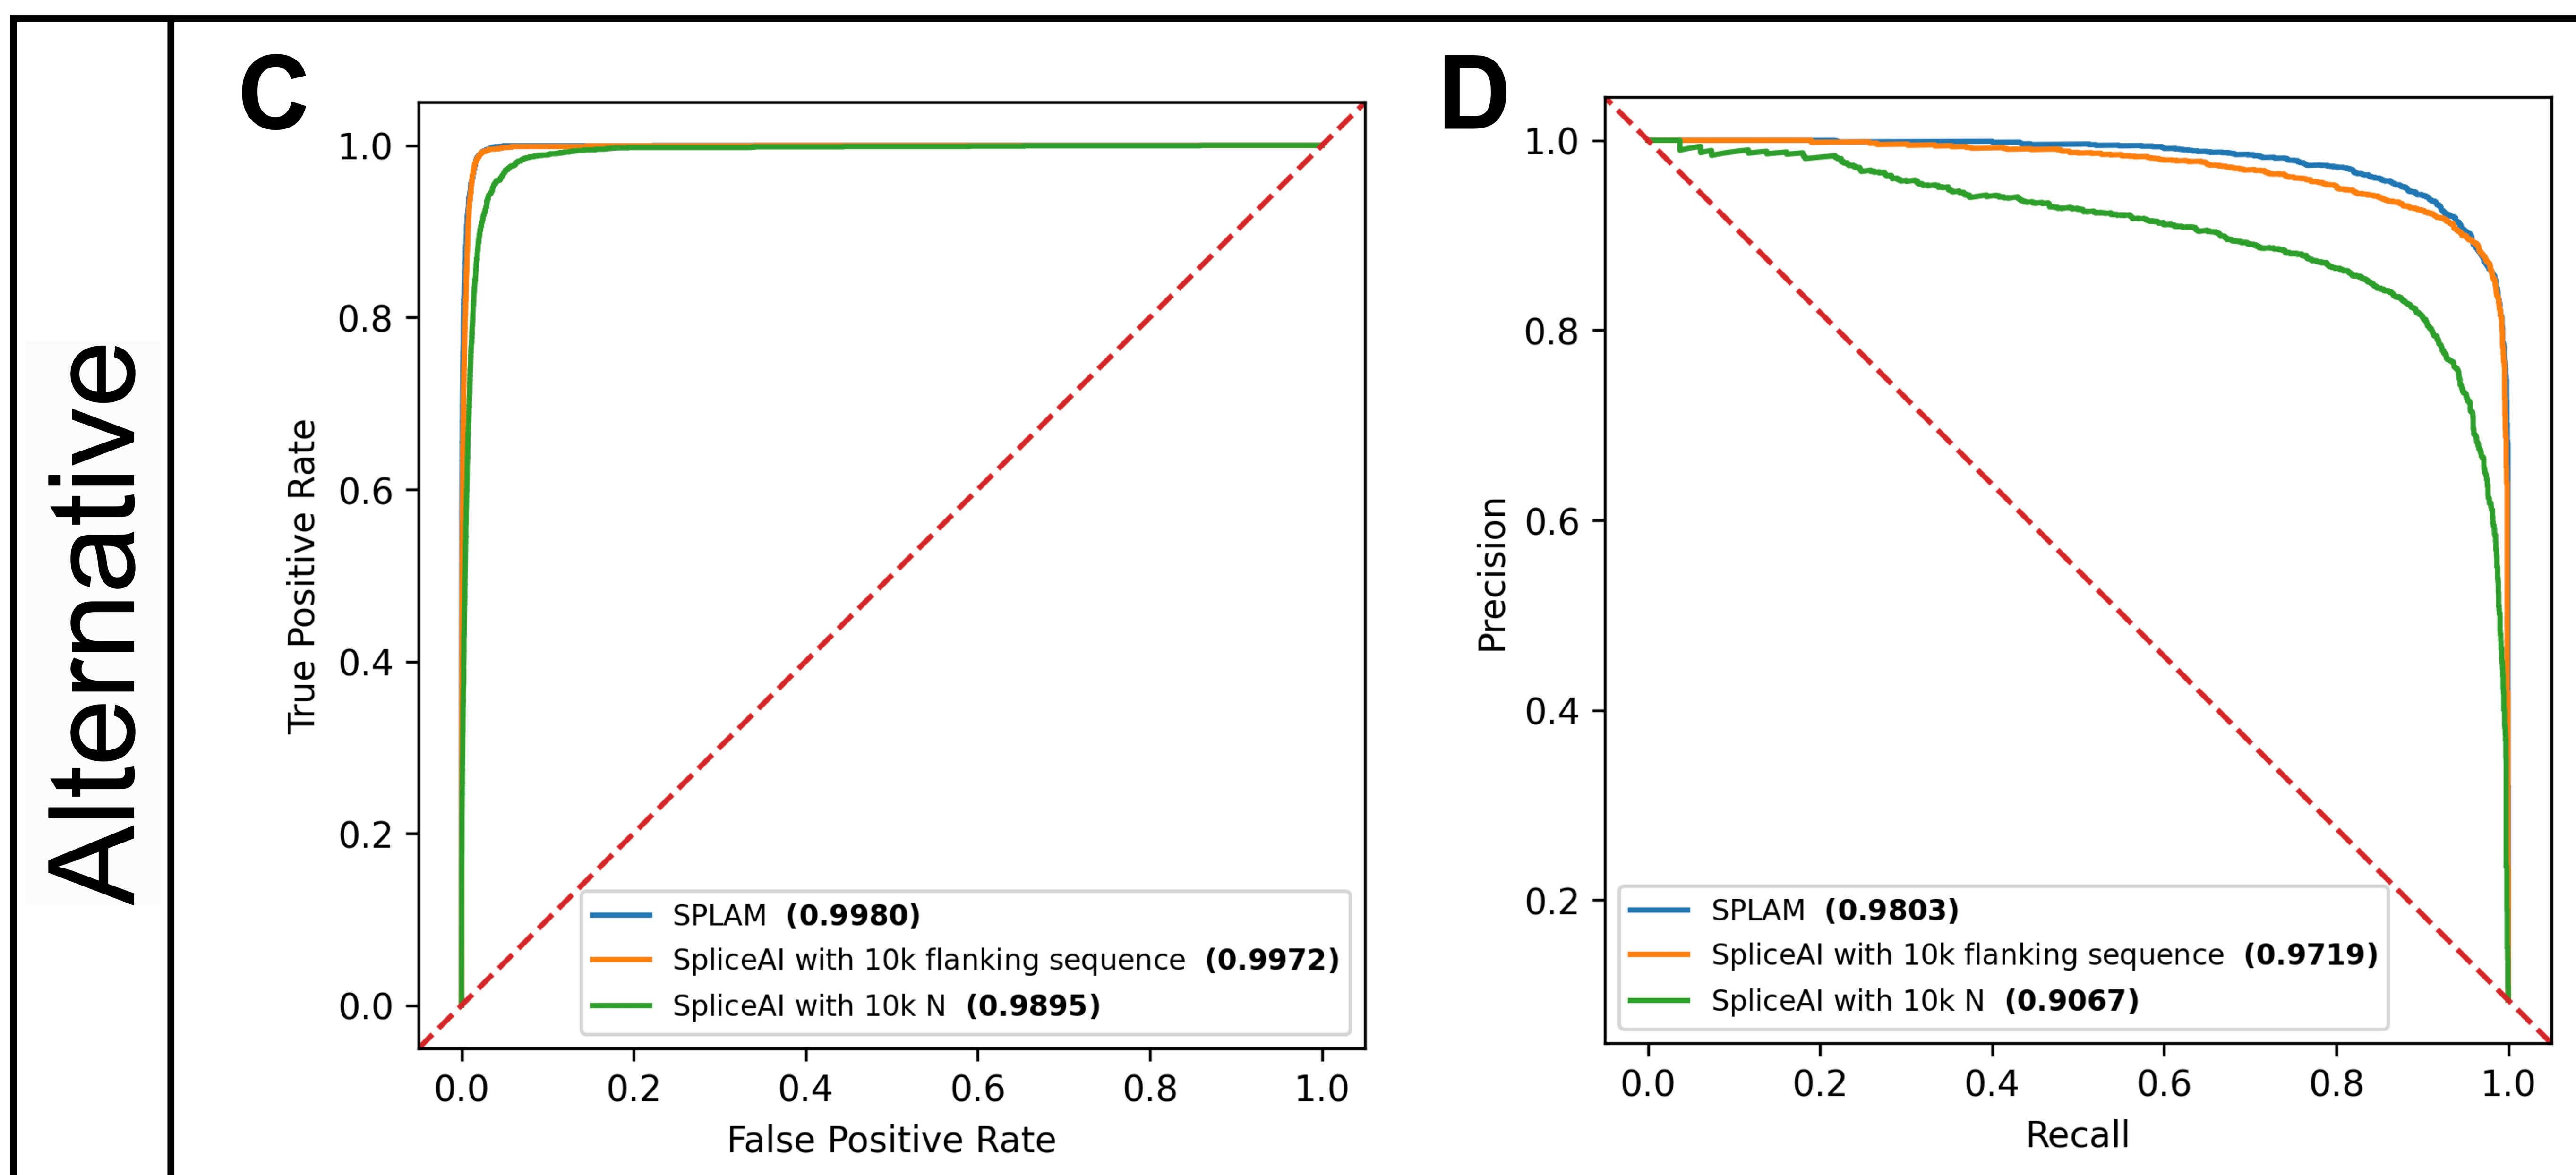 Alternative
C
True Positive Rate
1.0
0.8
0.6
0.4
0.2
0.0
SPLAM (0.9980)
SpliceAI with 10k flanking sequence (0.9972)
SpliceAI with 10k N (0.9895)
0.0 0.2 0.4 0.6 0.8 1.0
False Positive Rate
D
Precision
1.0
0.8
0.6
0.4
0.2
SPLAM (0.9803)
SpliceAI with 10k flanking sequence (0.9719)
SpliceAI with 10k N (0.9067)
0.0 0.2 0.4 0.6 0.8 1.0
Recall